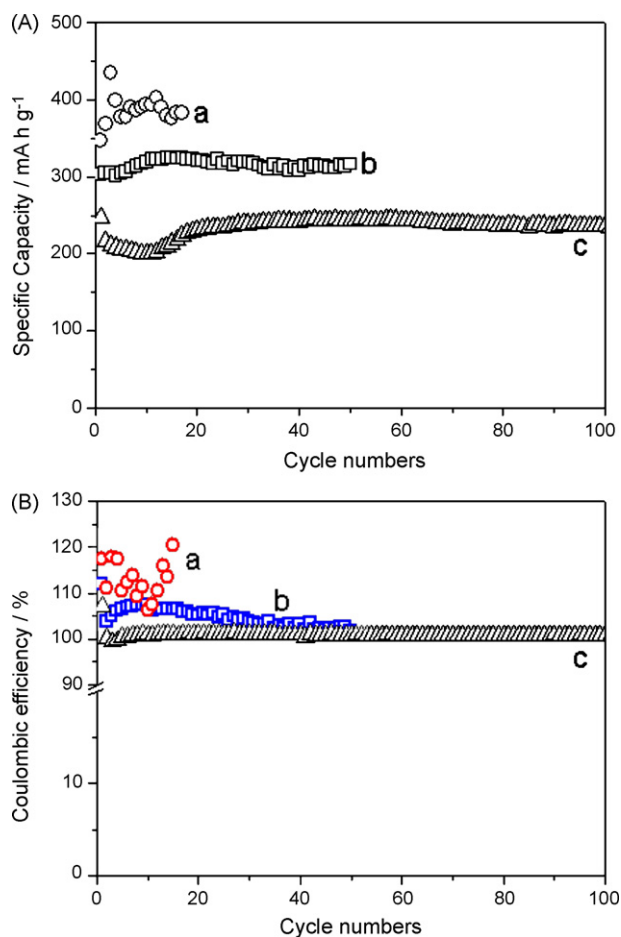 (A)
500
400
300
200
100
0
Specific Capacity / mA h g⁻¹
a
b
c
0 20 40 60 80 100
Cycle numbers
(B)
130
120
110
100
90
10
0
Coulombic efficiency / %
a
b
c
0 20 40 60 80 100
Cycle numbers